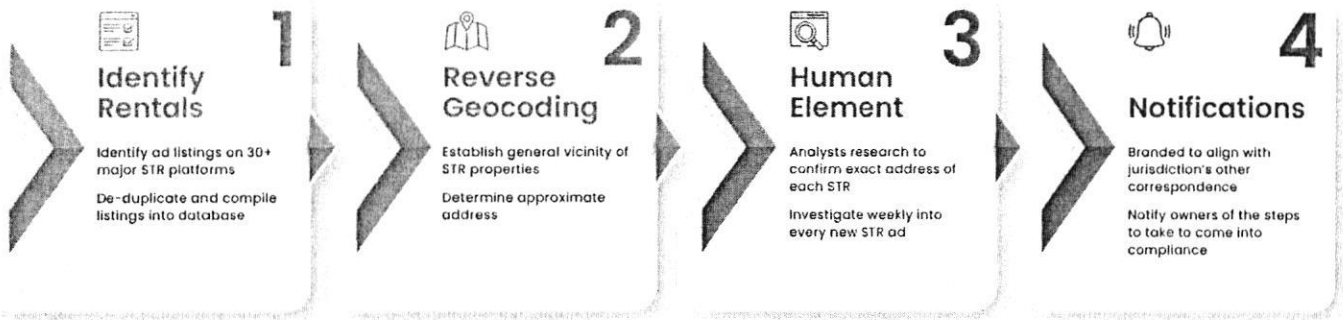 1
Identify
Rentals
Identify ad listings on 30+
major STR platforms
De-duplicate and compile
listings into database
2
Reverse
Geocoding
Establish general vicinity of
STR properties
Determine approximate
address
3
Human
Element
Analysts research to
confirm exact address of
each STR
Investigate weekly into
every new STR ad
4
Notifications
Branded to align with
jurisdiction's other
correspondence
Notify owners of the steps
to take to come into
compliance